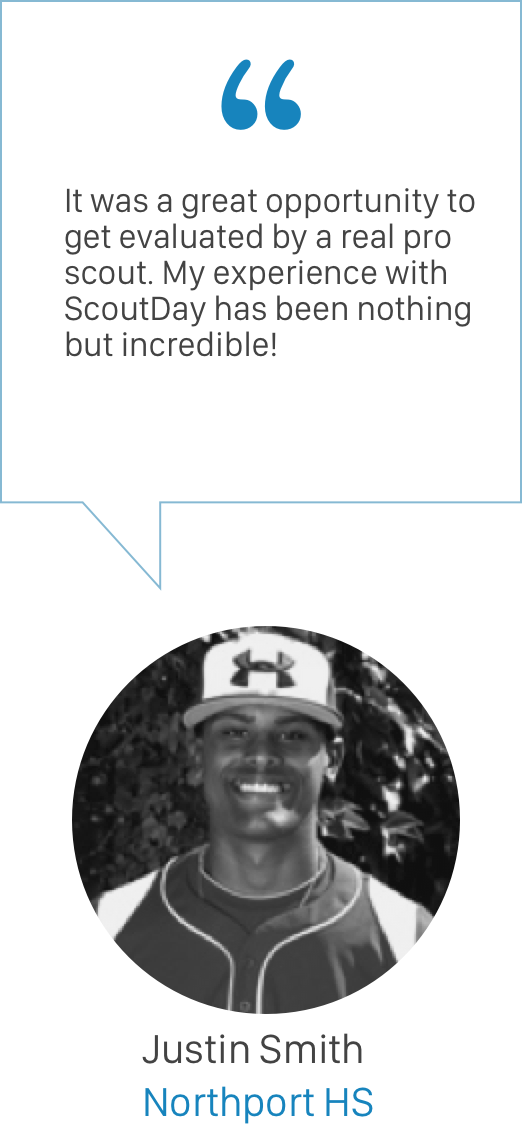 “
It was a great opportunity to
get evaluated by a real pro
scout. My experience with
ScoutDay has been nothing
but incredible!
Justin Smith
Northport HS